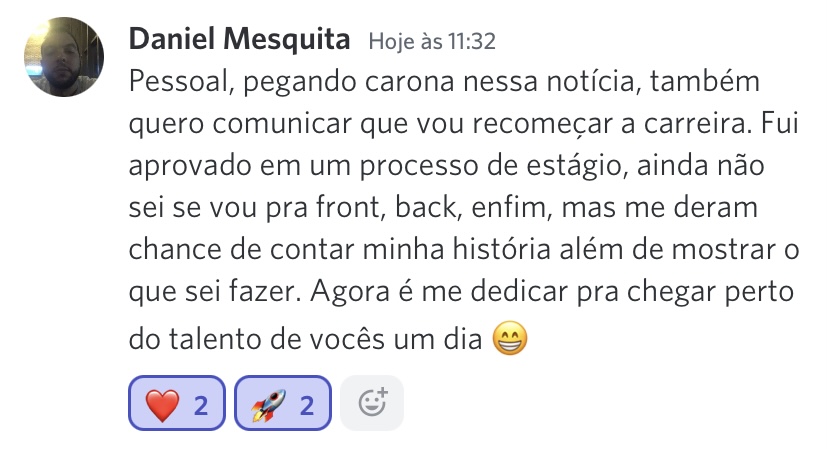 Daniel Mesquita Hoje às 11:32
Pessoal, pegando carona nessa notícia, também
quero comunicar que vou recomeçar a carreira. Fui
aprovado em um processo de estágio, ainda não
sei se vou pra front, back, enfim, mas me deram
chance de contar minha história além de mostrar o
que sei fazer. Agora é me dedicar pra chegar perto
do talento de vocês um dia 😁
❤️ 2 🚀 2